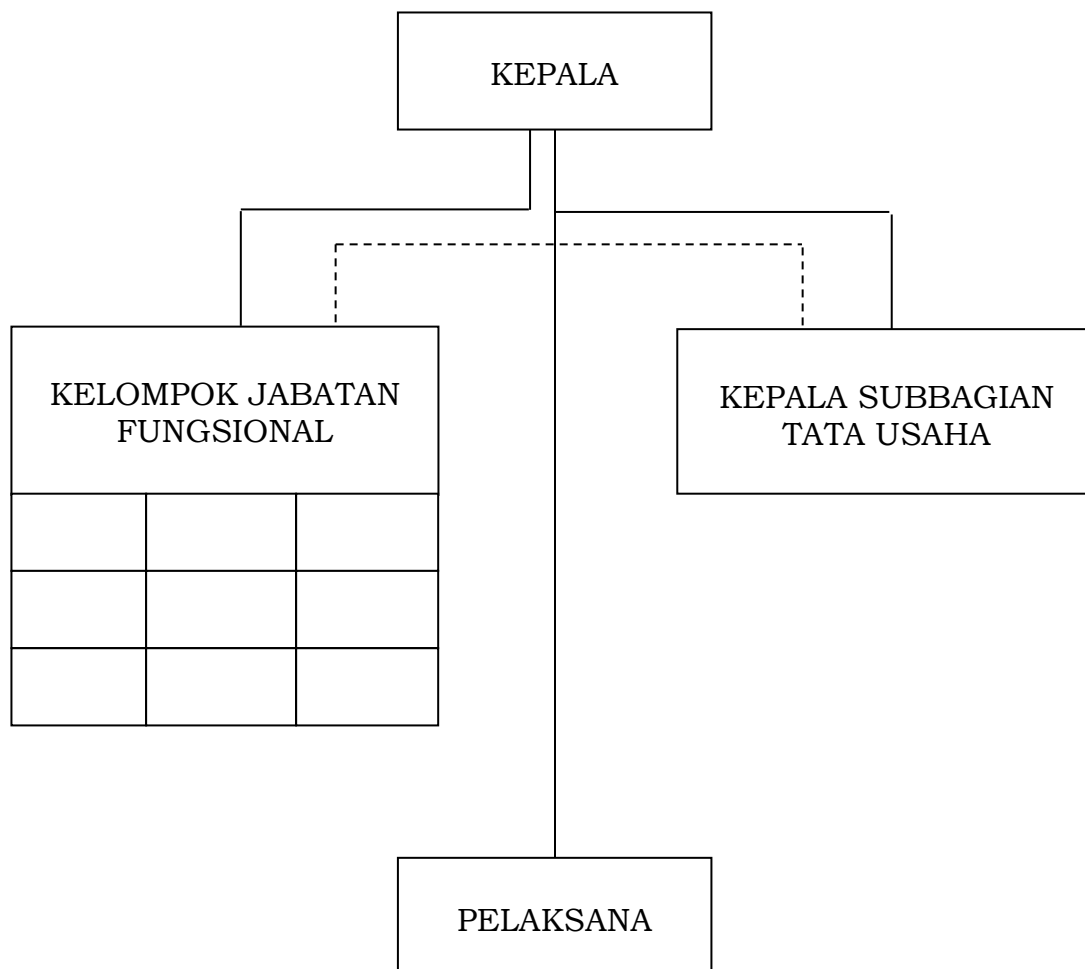 KEPALA
KELOMPOK JABATAN
FUNGSIONAL
KEPALA SUBBAGIAN
TATA USAHA
PELAKSANA